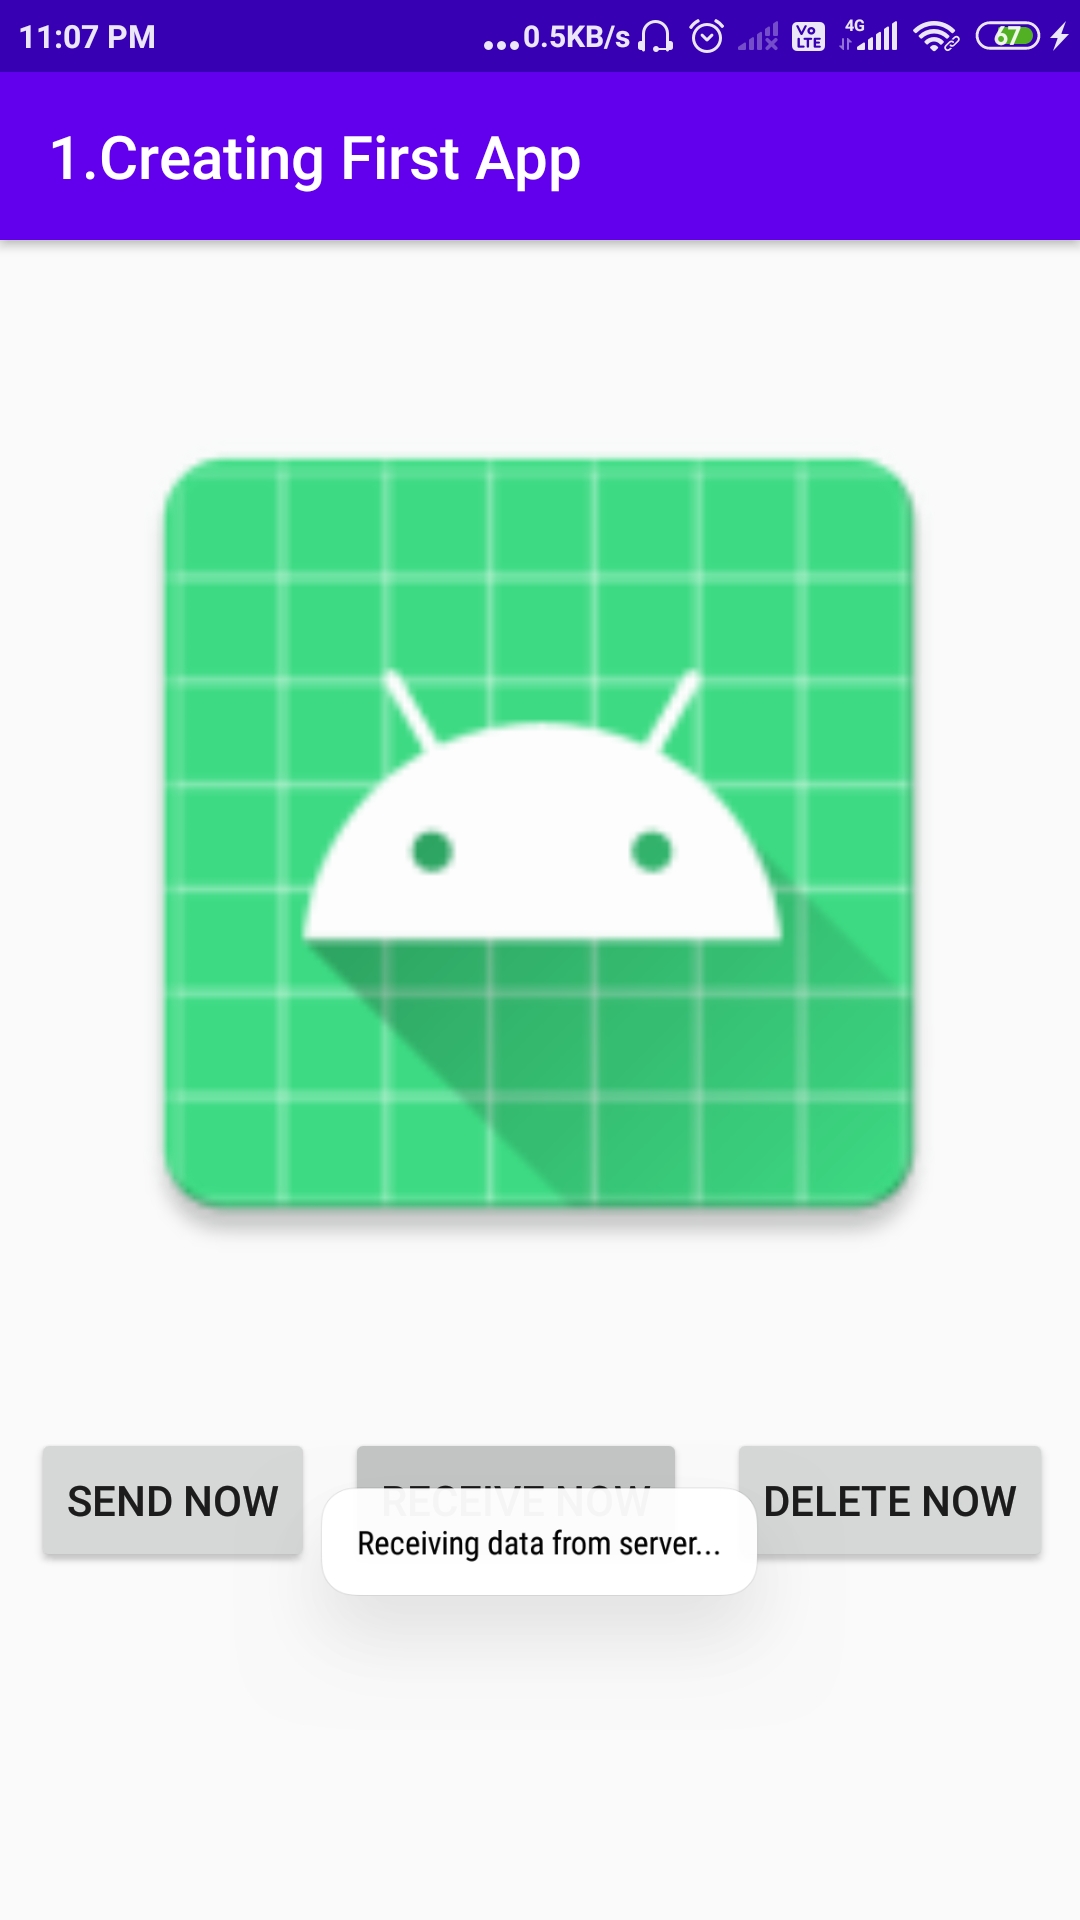 11:07 PM ...0.5KB/s Vo LTE 4G 67
1.Creating First App
SEND NOW RECEIVE NOW DELETE NOW
Receiving data from server...